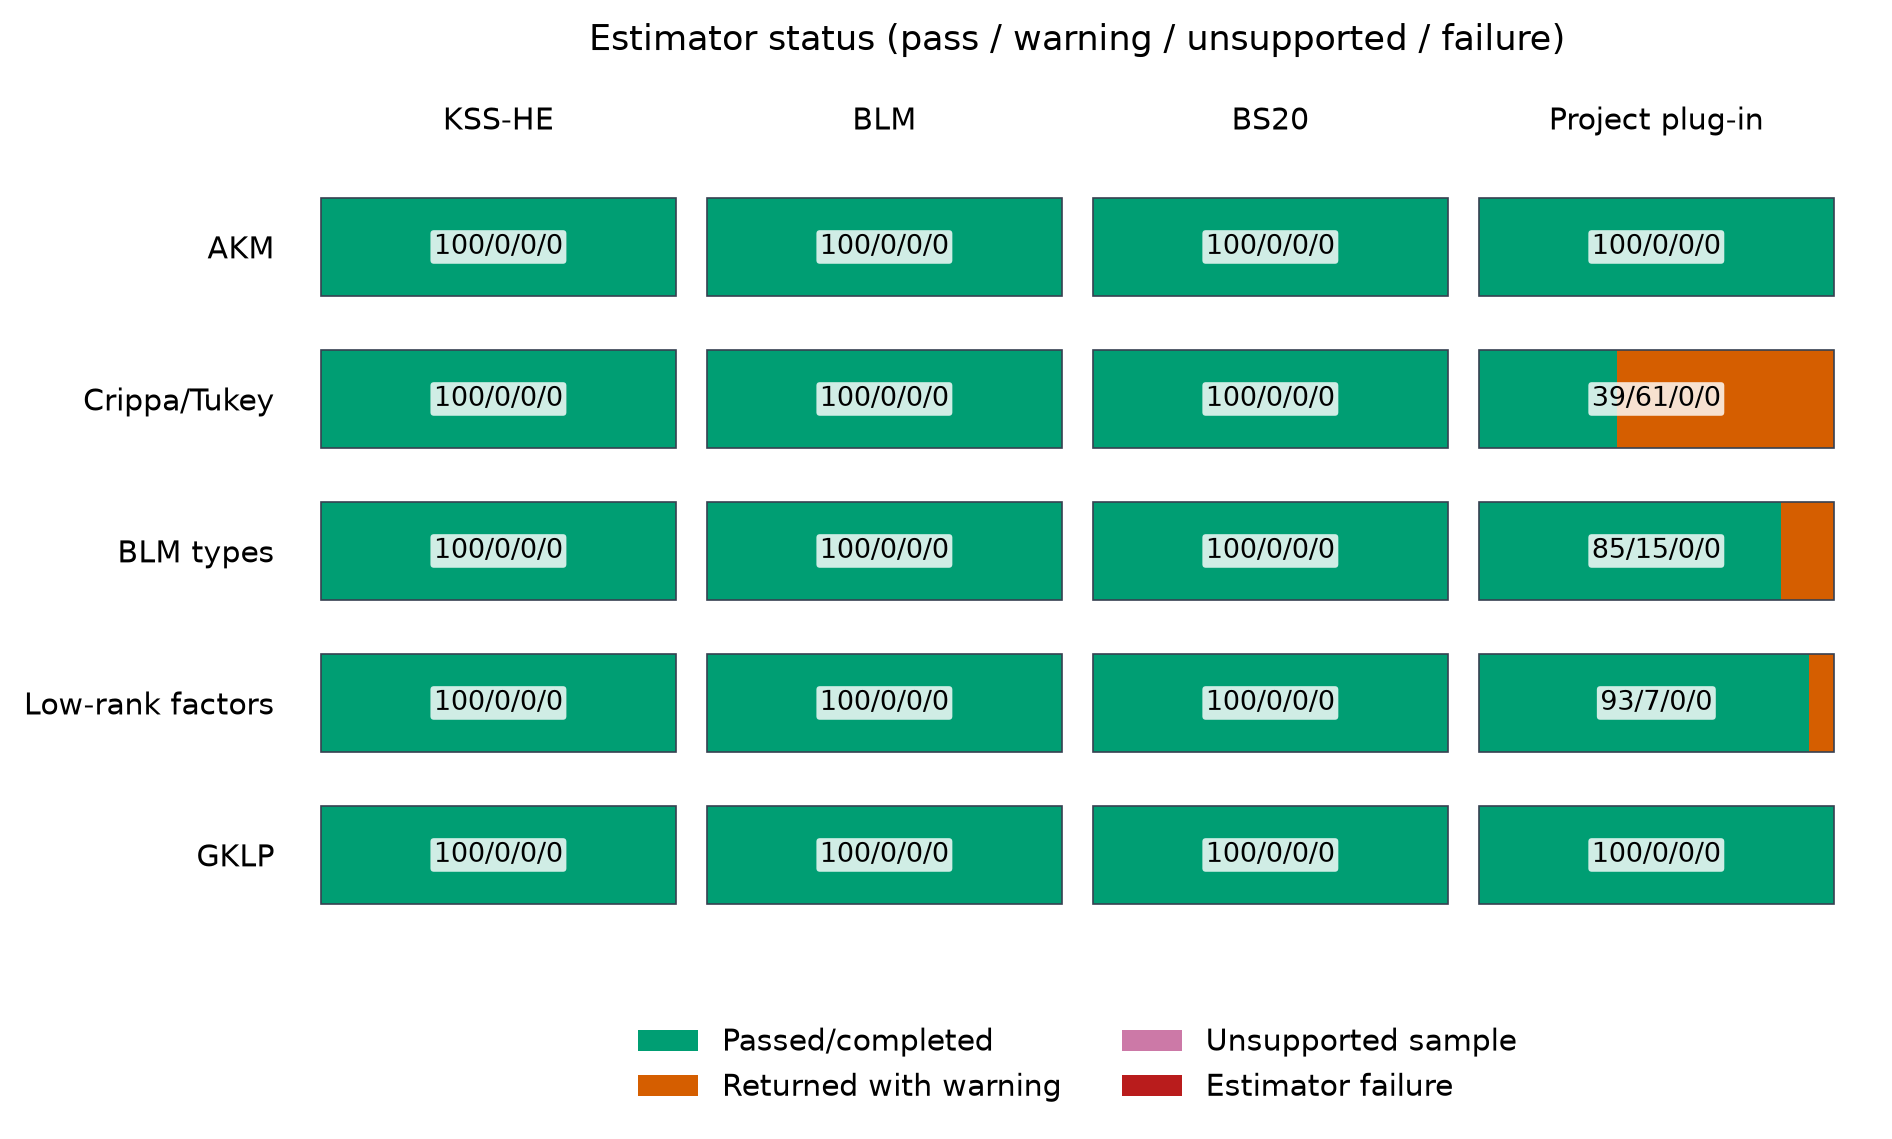 Estimator status (pass / warning / unsupported / failure)
KSS-HE BLM BS20 Project plug-in
AKM 100/0/0/0 100/0/0/0 100/0/0/0 100/0/0/0
Crippa/Tukey 100/0/0/0 100/0/0/0 100/0/0/0 39/61/0/0
BLM types 100/0/0/0 100/0/0/0 100/0/0/0 85/15/0/0
Low-rank factors 100/0/0/0 100/0/0/0 100/0/0/0 93/7/0/0
GKLP 100/0/0/0 100/0/0/0 100/0/0/0 100/0/0/0
Passed/completed Unsupported sample
Returned with warning Estimator failure